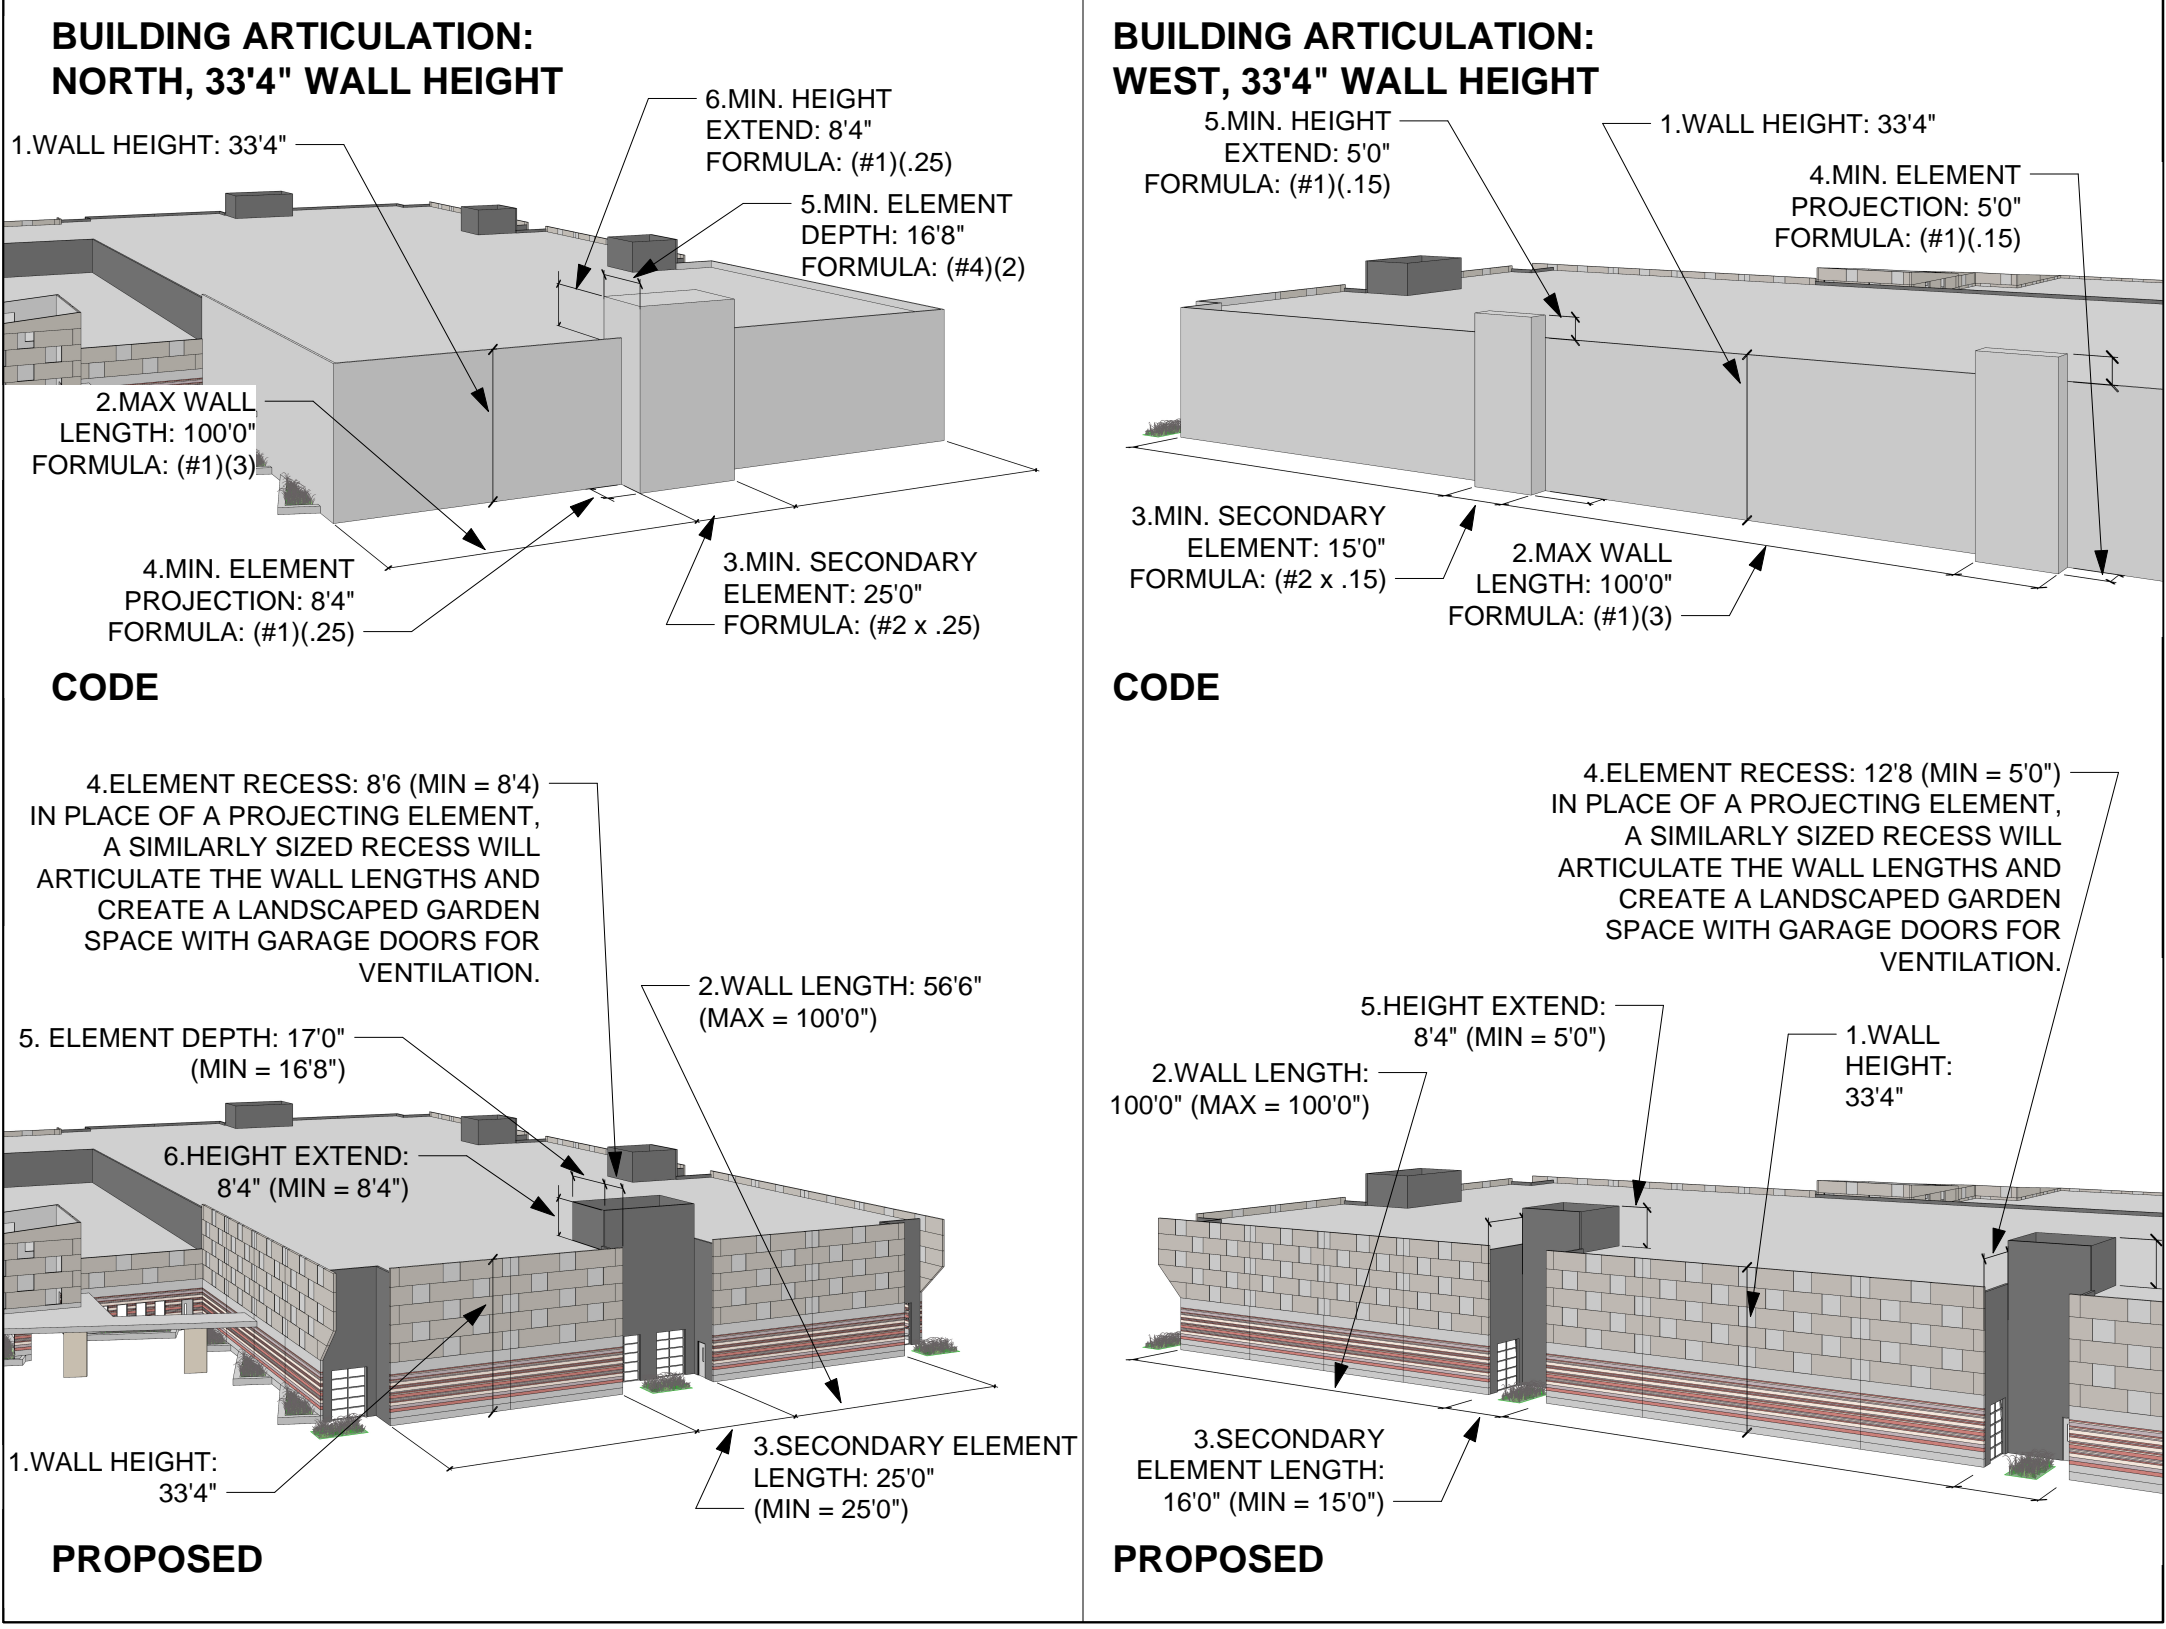 BUILDING ARTICULATION:
NORTH, 33'4" WALL HEIGHT
1.WALL HEIGHT: 33'4"
6.MIN. HEIGHT
EXTEND: 8'4"
FORMULA: (#1)(.25)
5.MIN. ELEMENT
DEPTH: 16'8"
FORMULA: (#4)(2)
2.MAX WALL
LENGTH: 100'0"
FORMULA: (#1)(3)
4.MIN. ELEMENT
PROJECTION: 8'4"
FORMULA: (#1)(.25)
3.MIN. SECONDARY
ELEMENT: 25'0"
FORMULA: (#2 x .25)
CODE
4.ELEMENT RECESS: 8'6 (MIN = 8'4)
IN PLACE OF A PROJECTING ELEMENT,
A SIMILARLY SIZED RECESS WILL
ARTICULATE THE WALL LENGTHS AND
CREATE A LANDSCAPED GARDEN
SPACE WITH GARAGE DOORS FOR
VENTILATION.
2.WALL LENGTH: 56'6"
(MAX = 100'0")
5. ELEMENT DEPTH: 17'0"
(MIN = 16'8")
6.HEIGHT EXTEND:
8'4" (MIN = 8'4")
1.WALL HEIGHT:
33'4"
3.SECONDARY ELEMENT
LENGTH: 25'0"
(MIN = 25'0")
PROPOSED
BUILDING ARTICULATION:
WEST, 33'4" WALL HEIGHT
5.MIN. HEIGHT
EXTEND: 5'0"
FORMULA: (#1)(.15)
1.WALL HEIGHT: 33'4"
4.MIN. ELEMENT
PROJECTION: 5'0"
FORMULA: (#1)(.15)
3.MIN. SECONDARY
ELEMENT: 15'0"
FORMULA: (#2 x .15)
2.MAX WALL
LENGTH: 100'0"
FORMULA: (#1)(3)
CODE
4.ELEMENT RECESS: 12'8 (MIN = 5'0")
IN PLACE OF A PROJECTING ELEMENT,
A SIMILARLY SIZED RECESS WILL
ARTICULATE THE WALL LENGTHS AND
CREATE A LANDSCAPED GARDEN
SPACE WITH GARAGE DOORS FOR
VENTILATION.
5.HEIGHT EXTEND:
8'4" (MIN = 5'0")
1.WALL
HEIGHT:
33'4"
2.WALL LENGTH:
100'0" (MAX = 100'0")
3.SECONDARY
ELEMENT LENGTH:
16'0" (MIN = 15'0")
PROPOSED